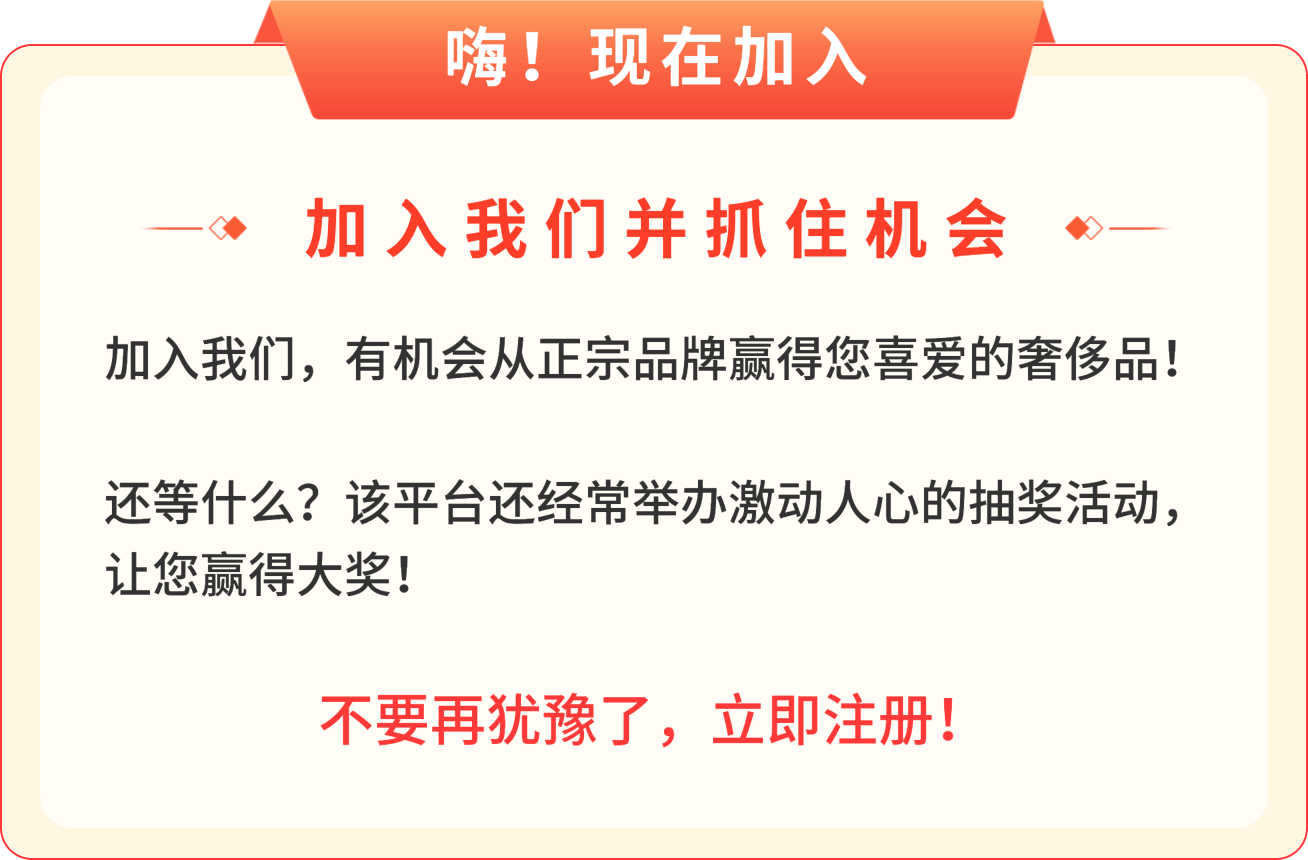 嗨！现在加入
加入我们并抓住机会
加入我们，有机会从正宗品牌赢得您喜爱的奢侈品！
还等什么？该平台还经常举办激动人心的抽奖活动，
让您赢得大奖！
不要再犹豫了，立即注册！